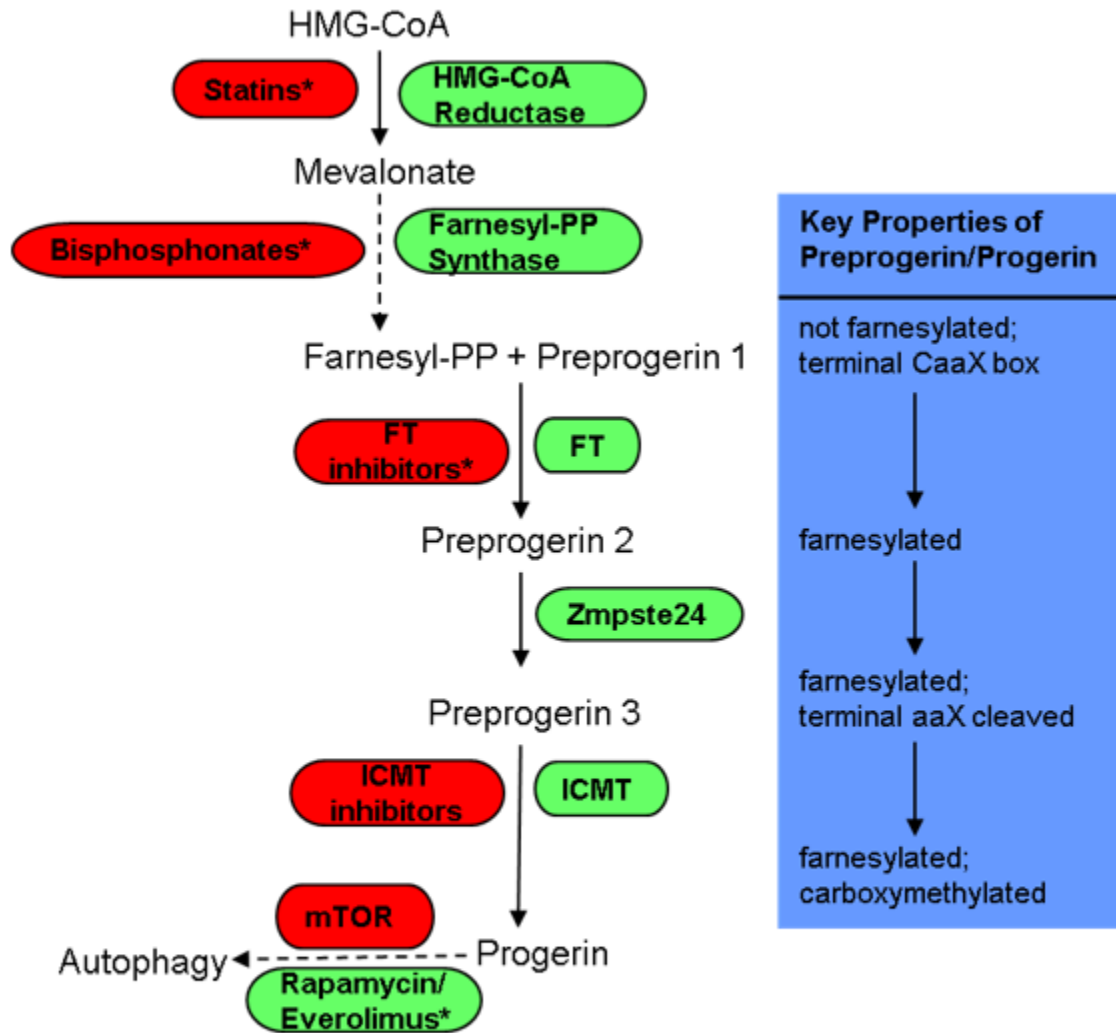 HMG-CoA
Statins*
HMG-CoA
Reductase
Mevalonate
Bisphosphonates*
Farnesyl-PP
Synthase
Farnesyl-PP + Preprogerin 1
FT
inhibitors*
FT
Preprogerin 2
Zmpste24
Preprogerin 3
ICMT
inhibitors
ICMT
mTOR
Autophagy
Progerin
Rapamycin/
Everolimus*
Key Properties of
Preprogerin/Progerin
not farnesylated;
terminal CaaX box
farnesylated
farnesylated;
terminal aaX cleaved
farnesylated;
carboxymethylated